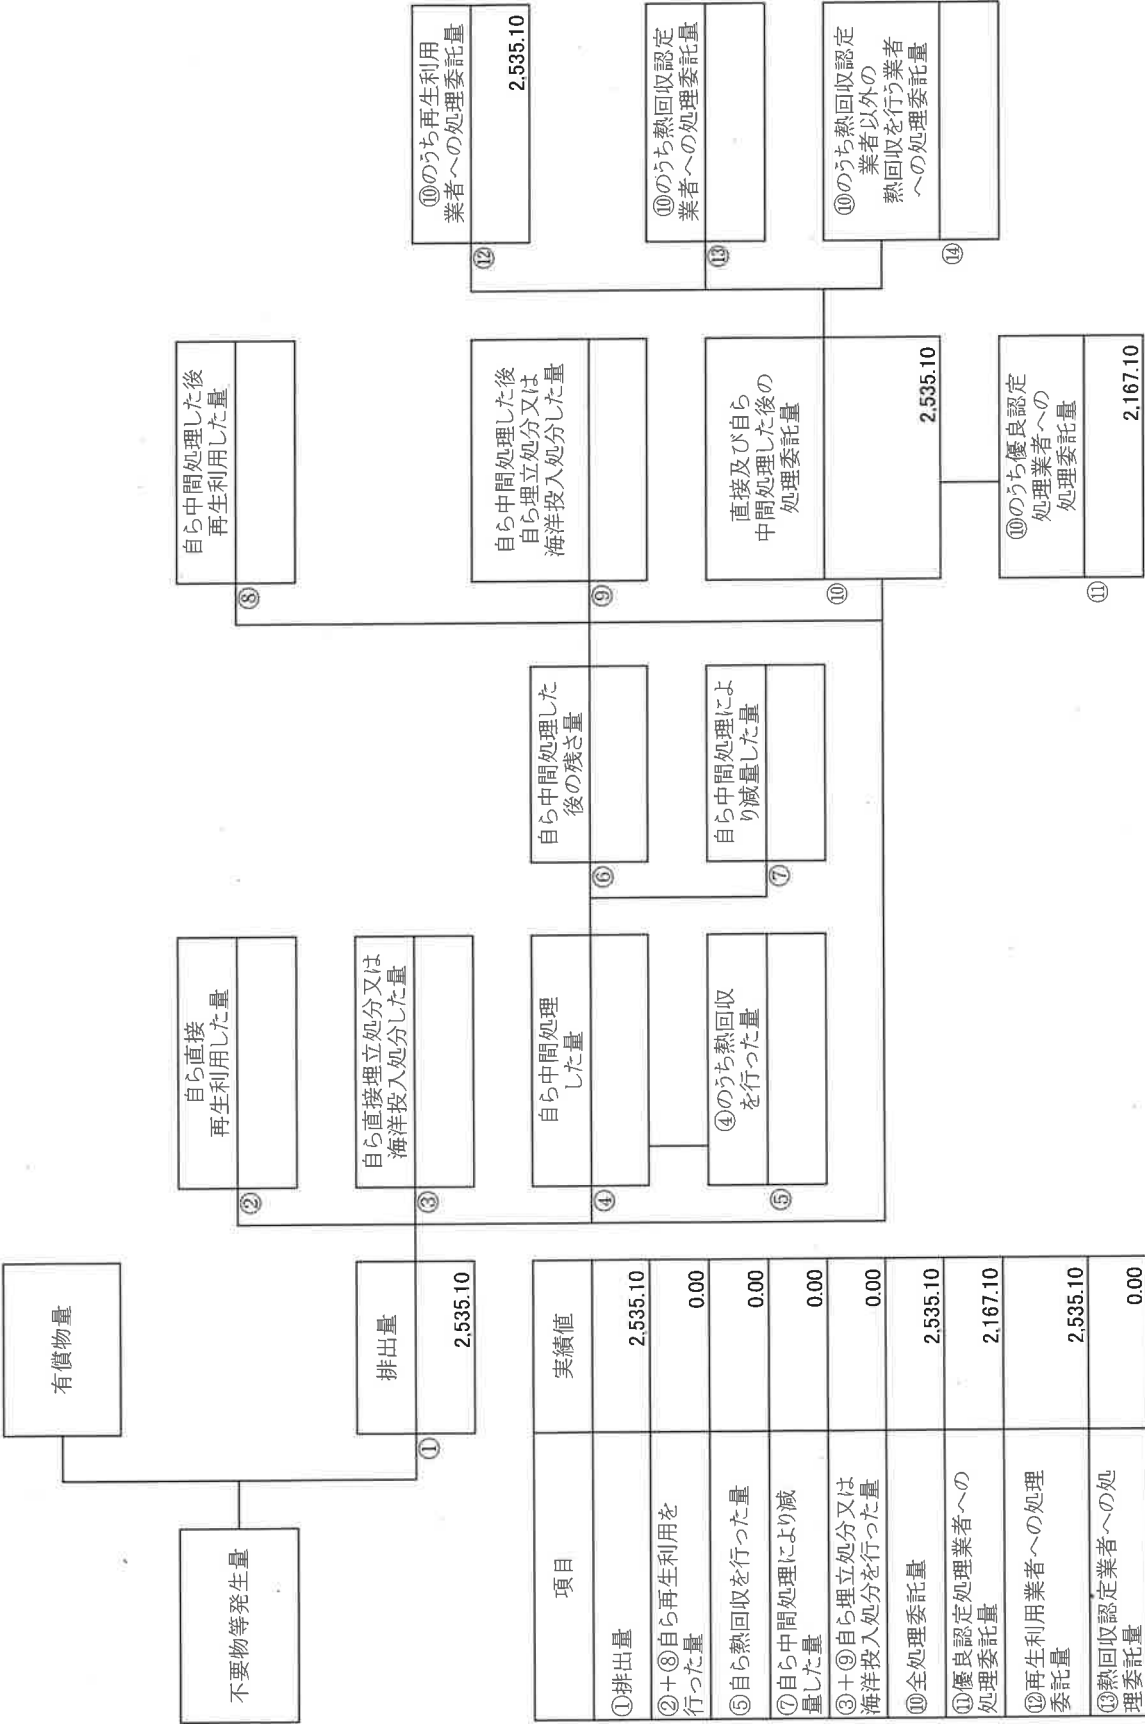 有償物量
不要物等発生量
排出量
①
2,535.10
自ら直接
再生利用した量
②
自ら直接埋立処分又は
海洋投入処分した量
③
自ら中間処理
した量
④
④のうち熱回収
を行った量
⑤
自ら中間処理した
後の残さ量
⑥
自ら中間処理によ
り減量した量
⑦
自ら中間処理した後
再生利用した量
⑧
自ら中間処理した後
自ら埋立処分又は
海洋投入処分した量
⑨
直接及び自ら
中間処理した後の
処理委託量
⑩
2,535.10
⑩のうち優良認定
処理業者への
処理委託量
⑪
2,167.10
⑩のうち再生利用
業者への処理委託量
⑫
2,535.10
⑩のうち熱回収認定
業者への処理委託量
⑬
⑩のうち熱回収認定
業者以外の
熱回収を行う業者
への処理委託量
⑭
項目 実績値
①排出量 2,535.10
②+⑧自ら再生利用を
行った量 0.00
⑤自ら熱回収を行った量 0.00
⑦自ら中間処理により減
量した量 0.00
③+⑨自ら埋立処分又は
海洋投入処分を行った量 0.00
⑩全処理委託量 2,535.10
⑪優良認定処理業者への
処理委託量 2,167.10
⑫再生利用業者への処理
委託量 2,535.10
⑬熱回収認定業者への処
理委託量 0.00